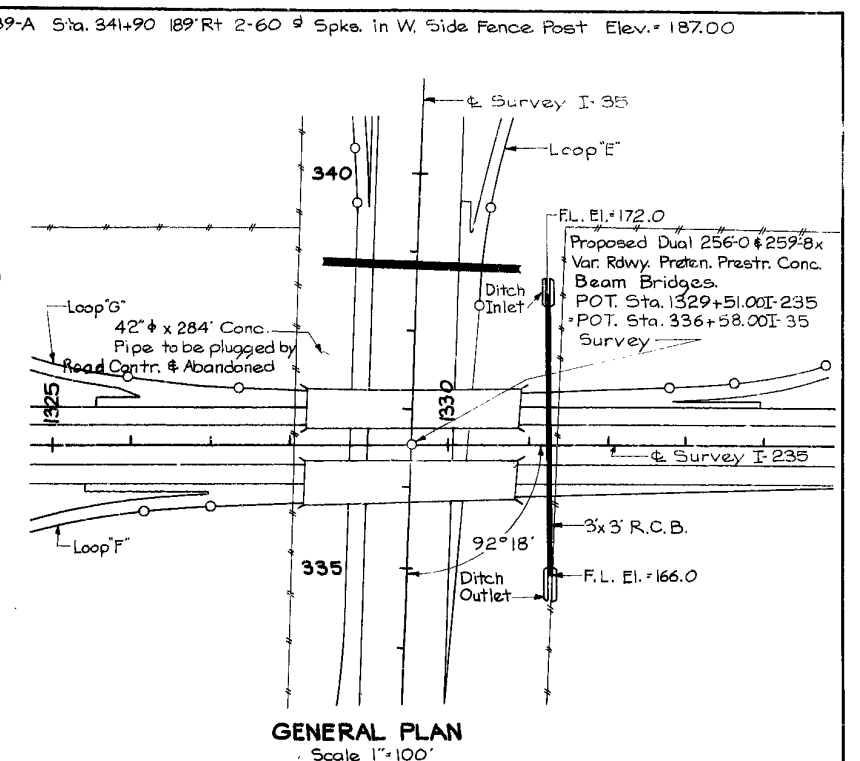 39-A Sta. 341+90 189' Rt 2-60 d Spks. in W. Side Fence Post Elev. = 187.00
℄ Survey I-35
Loop "E"
340
F.L. El. = 172.0
Proposed Dual 256'-0 & 259'-8 x
Var. Rdwy. Preten. Prestr. Conc.
Beam Bridges.
POT. Sta. 1329+51.00 I-235
= POT. Sta. 336+58.00 I-35
Survey
Ditch
Inlet
Loop "G"
42" φ x 284' Conc.
Pipe to be plugged by
Road Contr. & Abandoned
1325
1330
℄ Survey I-235
92°18'
3'x3' R.C.B.
Loop "F"
335
Ditch
Outlet
F.L. El. = 166.0
GENERAL PLAN
Scale 1"=100'